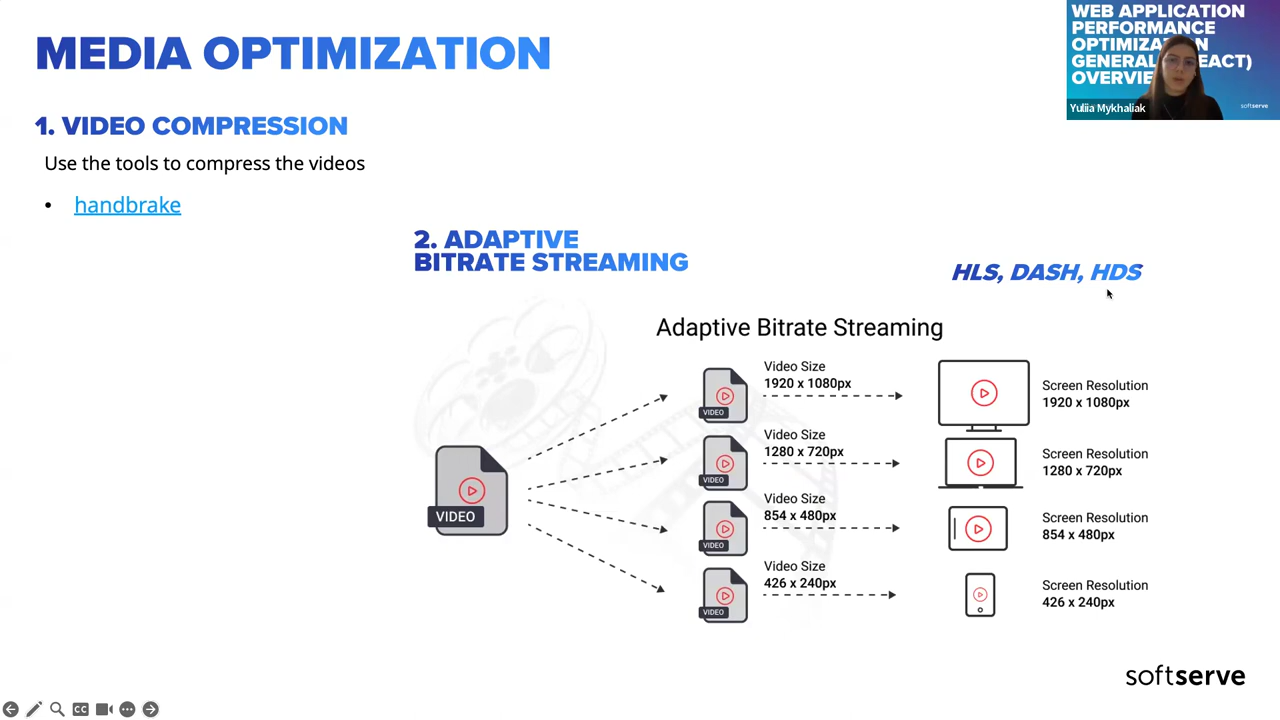 MEDIA OPTIMIZATION
WEB APPLICATION
PERFORMANCE
GENERAL
Yuliia Mykhaliak
softserve
1. VIDEO COMPRESSION
Use the tools to compress the videos
• handbrake
2. ADAPTIVE
BITRATE STREAMING
HLS, DASH, HDS
Adaptive Bitrate Streaming
VIDEO
VIDEO
Video Size
1920 x 1080px
Screen Resolution
1920 x 1080px
VIDEO
Video Size
1280 x 720px
Screen Resolution
1280 x 720px
VIDEO
Video Size
854 x 480px
Screen Resolution
854 x 480px
VIDEO
Video Size
426 x 240px
Screen Resolution
426 x 240px
softserve
CC